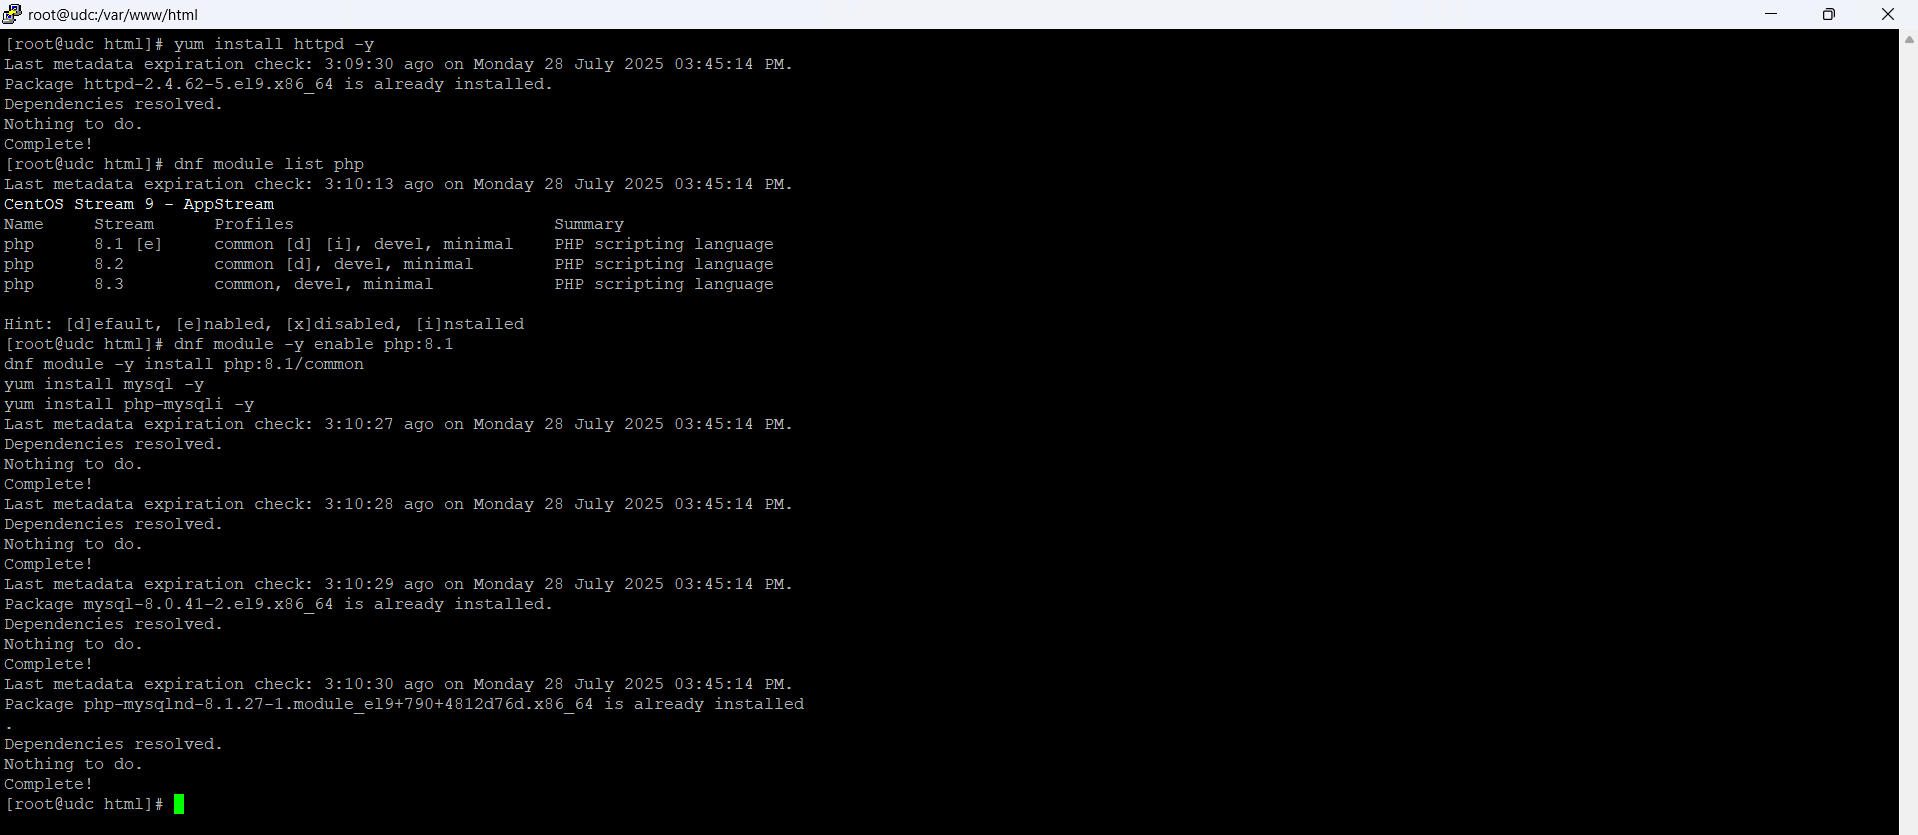 root@udc:/var/www/html
[root@udc html]# yum install httpd -y
Last metadata expiration check: 3:09:30 ago on Monday 28 July 2025 03:45:14 PM.
Package httpd-2.4.62-5.el9.x86_64 is already installed.
Dependencies resolved.
Nothing to do.
Complete!
[root@udc html]# dnf module list php
Last metadata expiration check: 3:10:13 ago on Monday 28 July 2025 03:45:14 PM.
CentOS Stream 9 - AppStream
Name     Stream      Profiles                          Summary
php      8.1 [e]     common [d] [i], devel, minimal    PHP scripting language
php      8.2         common [d], devel, minimal        PHP scripting language
php      8.3         common, devel, minimal            PHP scripting language
Hint: [d]efault, [e]nabled, [x]disabled, [i]nstalled
[root@udc html]# dnf module -y enable php:8.1
dnf module -y install php:8.1/common
yum install mysql -y
yum install php-mysqli -y
Last metadata expiration check: 3:10:27 ago on Monday 28 July 2025 03:45:14 PM.
Dependencies resolved.
Nothing to do.
Complete!
Last metadata expiration check: 3:10:28 ago on Monday 28 July 2025 03:45:14 PM.
Dependencies resolved.
Nothing to do.
Complete!
Last metadata expiration check: 3:10:29 ago on Monday 28 July 2025 03:45:14 PM.
Package mysql-8.0.41-2.el9.x86_64 is already installed.
Dependencies resolved.
Nothing to do.
Complete!
Last metadata expiration check: 3:10:30 ago on Monday 28 July 2025 03:45:14 PM.
Package php-mysqlnd-8.1.27-1.module_el9+790+4812d76d.x86_64 is already installed
.
Dependencies resolved.
Nothing to do.
Complete!
[root@udc html]#